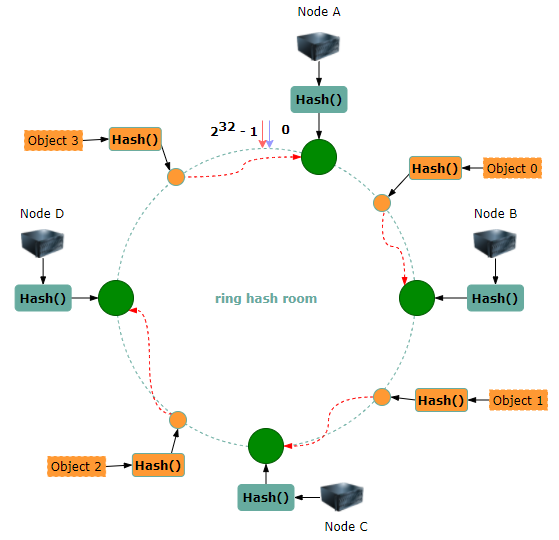 Node A
Hash()
2^32 - 1
0
Object 3
Hash()
Hash()
Object 0
Node D
Node B
Hash()
ring hash room
Hash()
Hash()
Object 1
Object 2
Hash()
Hash()
Node C